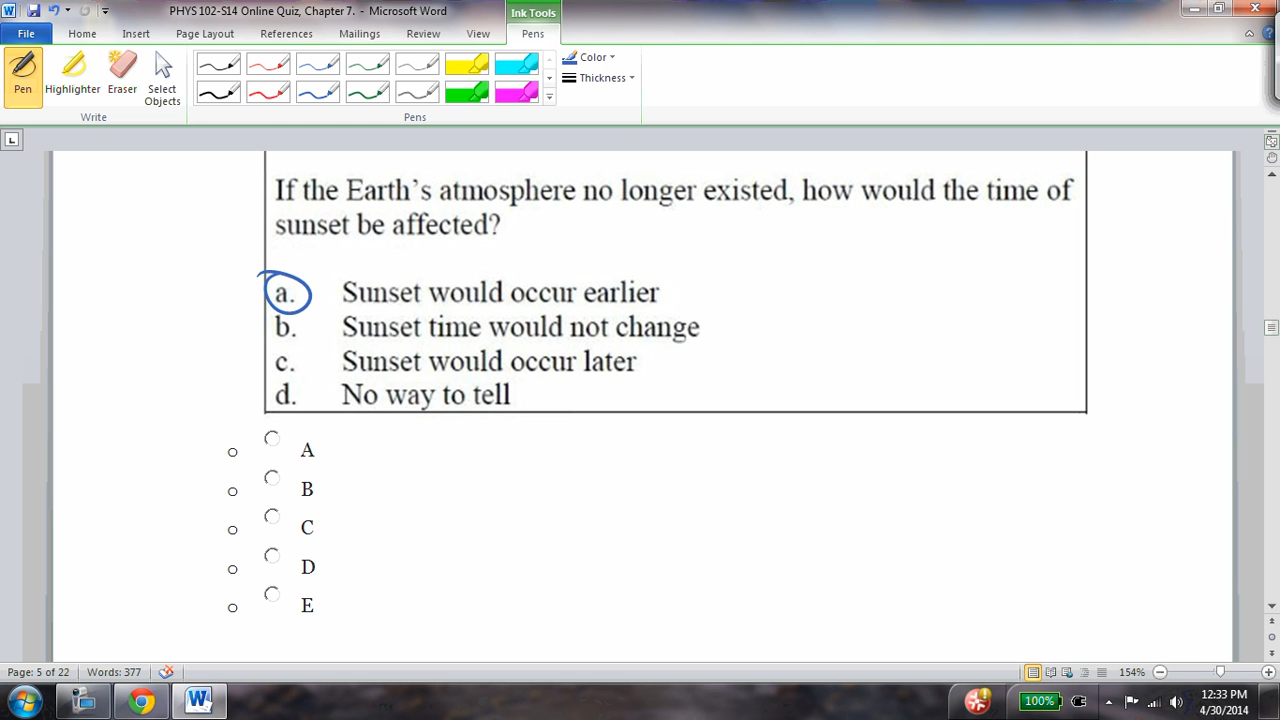 PHYS 102-S14 Online Quiz, Chapter 7. - Microsoft Word
Ink Tools
File Home Insert Page Layout References Mailings Review View Pens
Pen Highlighter Eraser Select Objects
Color
Thickness
Write Pens
If the Earth's atmosphere no longer existed, how would the time of
sunset be affected?
a. Sunset would occur earlier
b. Sunset time would not change
c. Sunset would occur later
d. No way to tell
A
B
C
D
E
Page: 5 of 22 Words: 377 154%
100% 12:33 PM
4/30/2014